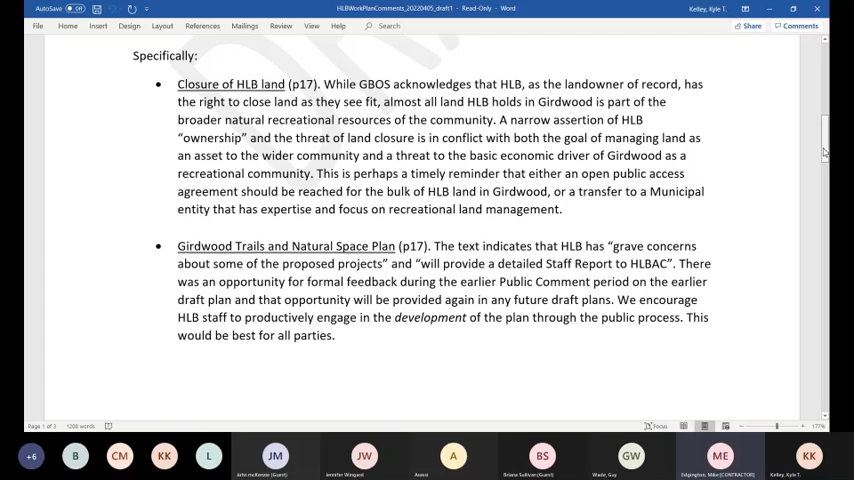 AutoSave Off
HLBWorkPlanComments_20220405_draft1 - Read-Only - Word
Kelley, Kyle T.
File Home Insert Design Layout References Mailings Review View Help Search Share Comments
Specifically:
• Closure of HLB land (p17). While GBOS acknowledges that HLB, as the landowner of record, has
the right to close land as they see fit, almost all land HLB holds in Girdwood is part of the
broader natural recreational resources of the community. A narrow assertion of HLB
“ownership” and the threat of land closure is in conflict with both the goal of managing land as
an asset to the wider community and a threat to the basic economic driver of Girdwood as a
recreational community. This is perhaps a timely reminder that either an open public access
agreement should be reached for the bulk of HLB land in Girdwood, or a transfer to a Municipal
entity that has expertise and focus on recreational land management.
• Girdwood Trails and Natural Space Plan (p17). The text indicates that HLB has “grave concerns
about some of the proposed projects” and “will provide a detailed Staff Report to HLBAC”. There
was an opportunity for formal feedback during the earlier Public Comment period on the earlier
draft plan and that opportunity will be provided again in any future draft plans. We encourage
HLB staff to productively engage in the development of the plan through the public process. This
would be best for all parties.
Page 1 of 3 1208 words Focus 177%
+6 B CM KK L JM JW A BS GW ME KK
John McKenzie (Guest) Jennifer Wingard Briana Sullivan (Guest) Wade, Guy Edgington, Mike [CONTRACTOR] Kelley, Kyle T.